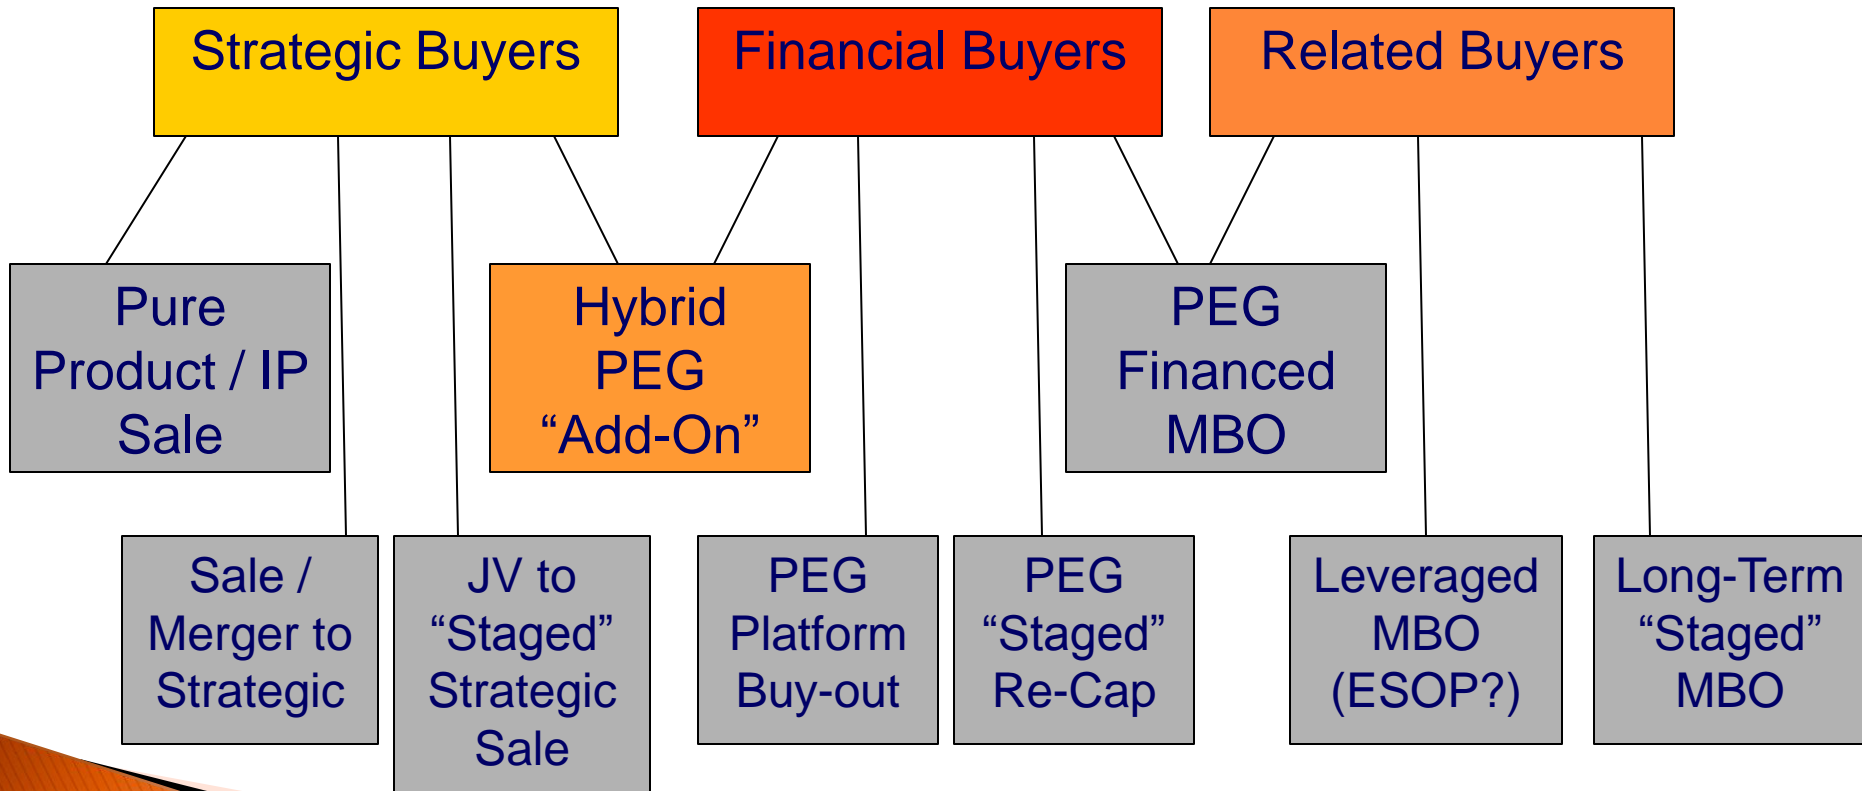 Strategic Buyers
Financial Buyers
Related Buyers
Pure
Product / IP
Sale
Hybrid
PEG
“Add-On”
PEG
Financed
MBO
Sale /
Merger to
Strategic
JV to
“Staged”
Strategic
Sale
PEG
Platform
Buy-out
PEG
“Staged”
Re-Cap
Leveraged
MBO
(ESOP?)
Long-Term
“Staged”
MBO